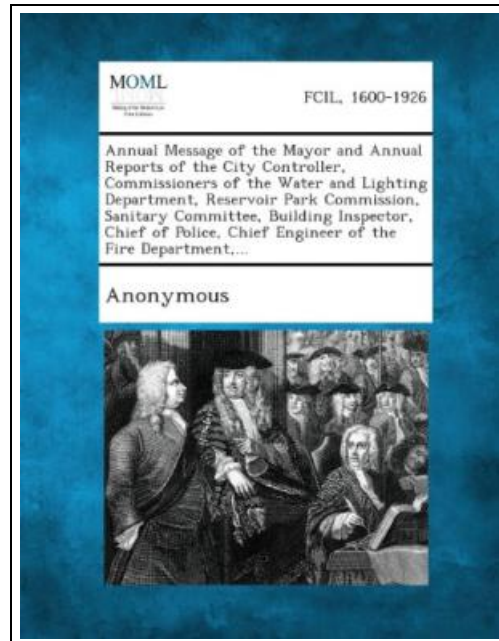 MOML
FCIL, 1600-1926
Annual Message of the Mayor and Annual
Reports of the City Controller,
Commissioners of the Water and Lighting
Department, Reservoir Park Commission,
Sanitary Committee, Building Inspector,
Chief of Police, Chief Engineer of the
Fire Department,...
Anonymous